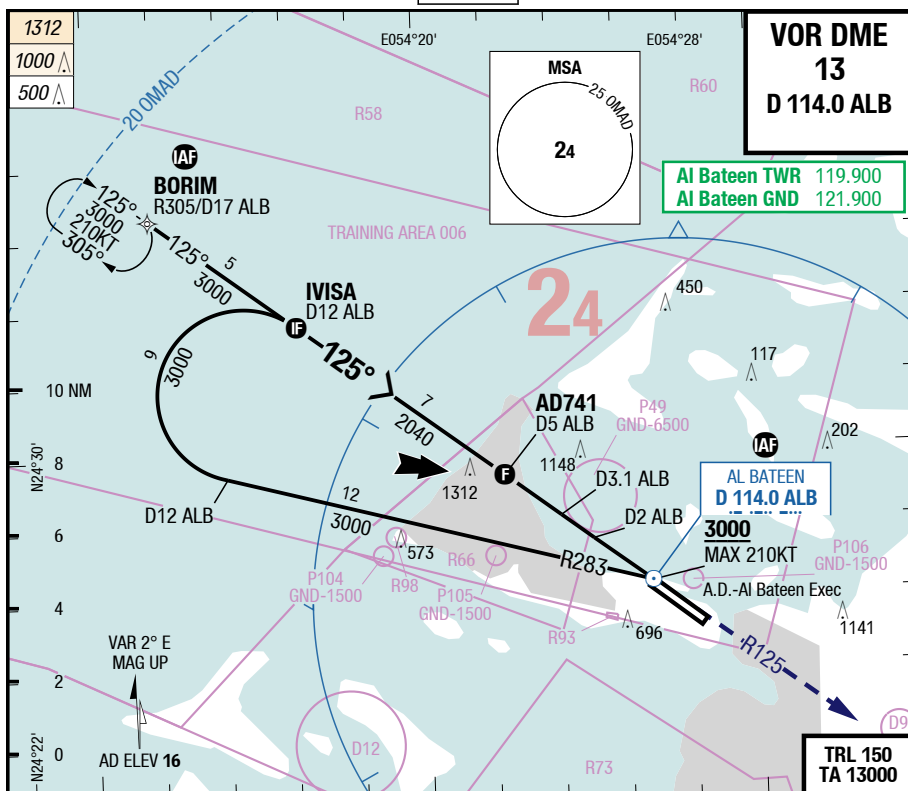 1312
1000
500
E054°20'
E054°28'
VOR DME
13
D 114.0 ALB
MSA
25 OMAD
24
20 OMAD
R58
R60
Al Bateen TWR 119.900
Al Bateen GND 121.900
IAF
BORIM
R305/D17 ALB
125°
3000
210KT
305°
125°
5
3000
TRAINING AREA 006
IVISA
D12 ALB
IF
24
450
125°
9
3000
10 NM
7
2040
AD741
D5 ALB
P49
GND-6500
117
202
IAF
N24°30'
8
F
1148
1312
D3.1 ALB
AL BATEEN
D 114.0 ALB
D12 ALB
12
3000
D2 ALB
3000
MAX 210KT
6
573
R66
R283
P106
GND-1500
P104
GND-1500
R98
P105
GND-1500
A.D.-Al Bateen Exec
4
R93
696
1141
VAR 2° E
MAG UP
R125
2
N24°22'
0
AD ELEV 16
D12
R73
D9
TRL 150
TA 13000